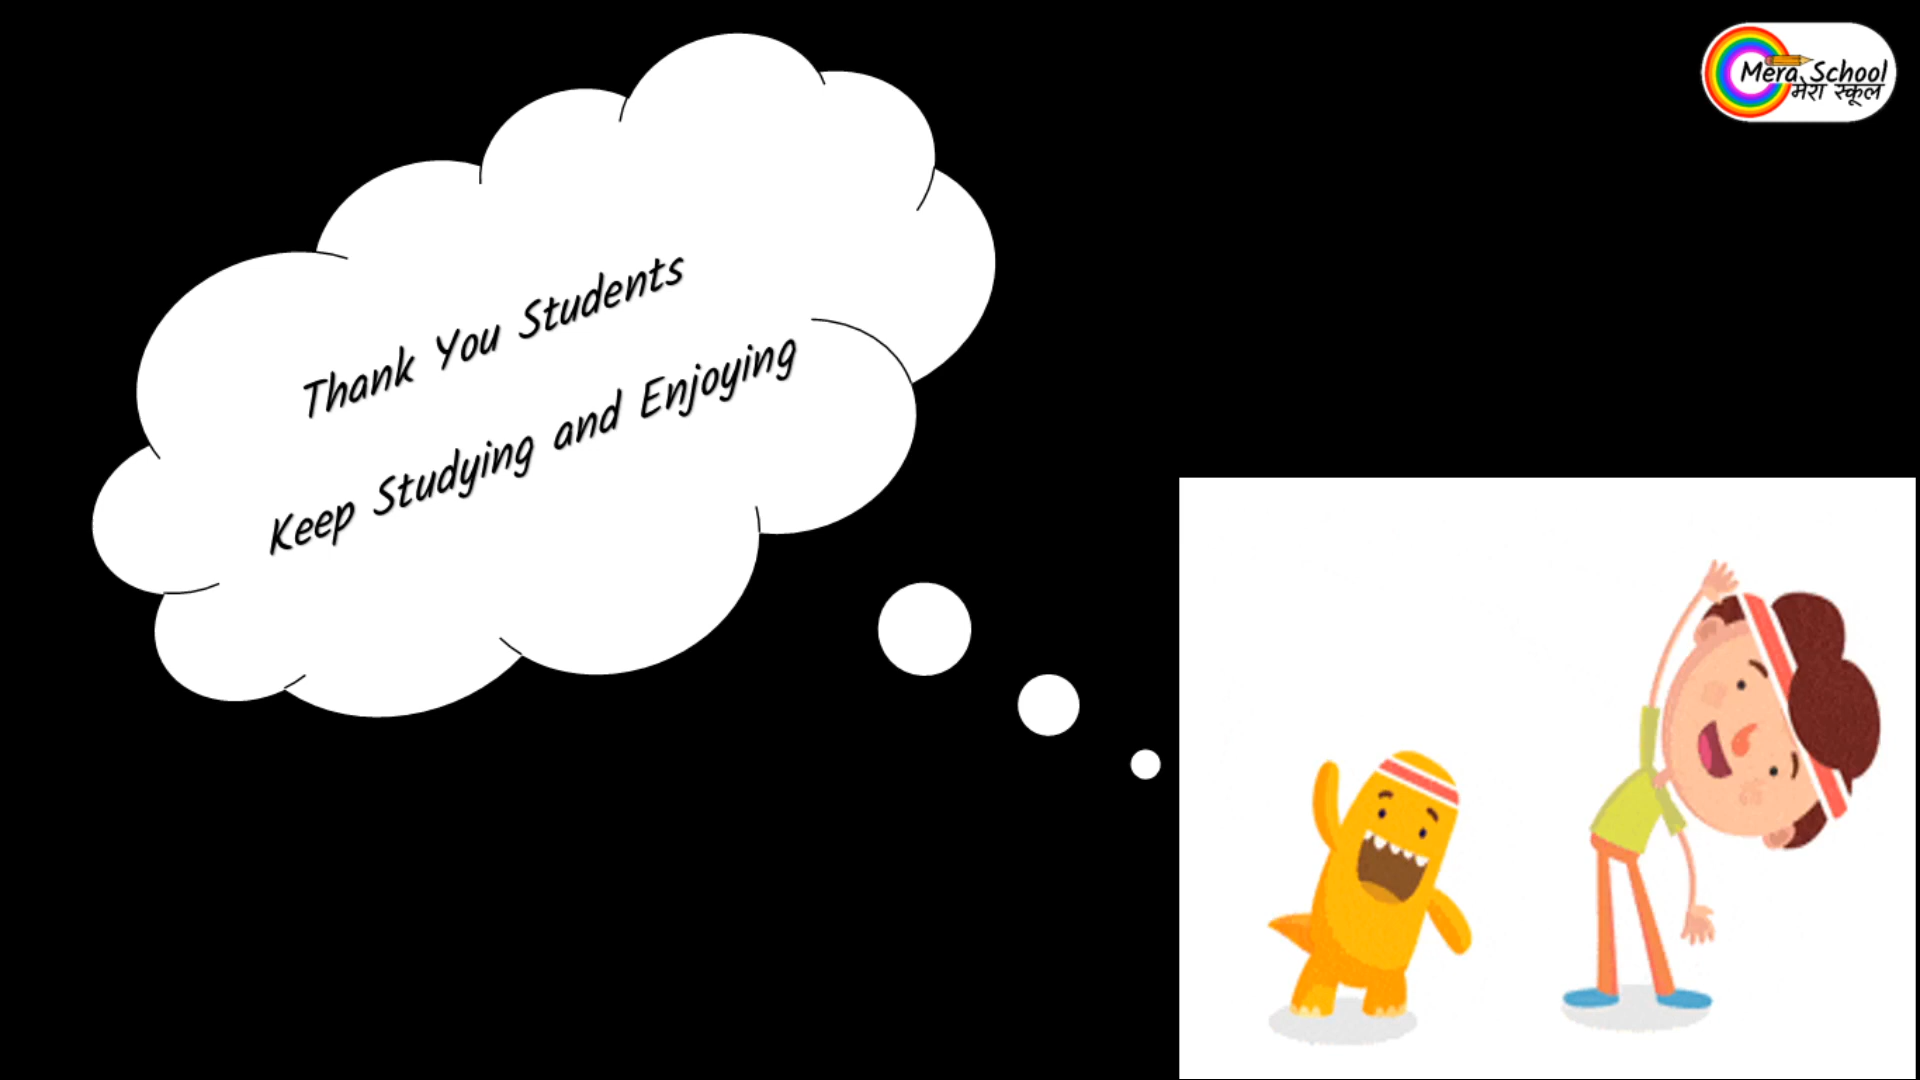 Mera School
मेरा स्कूल
Thank You Students
Keep Studying and Enjoying